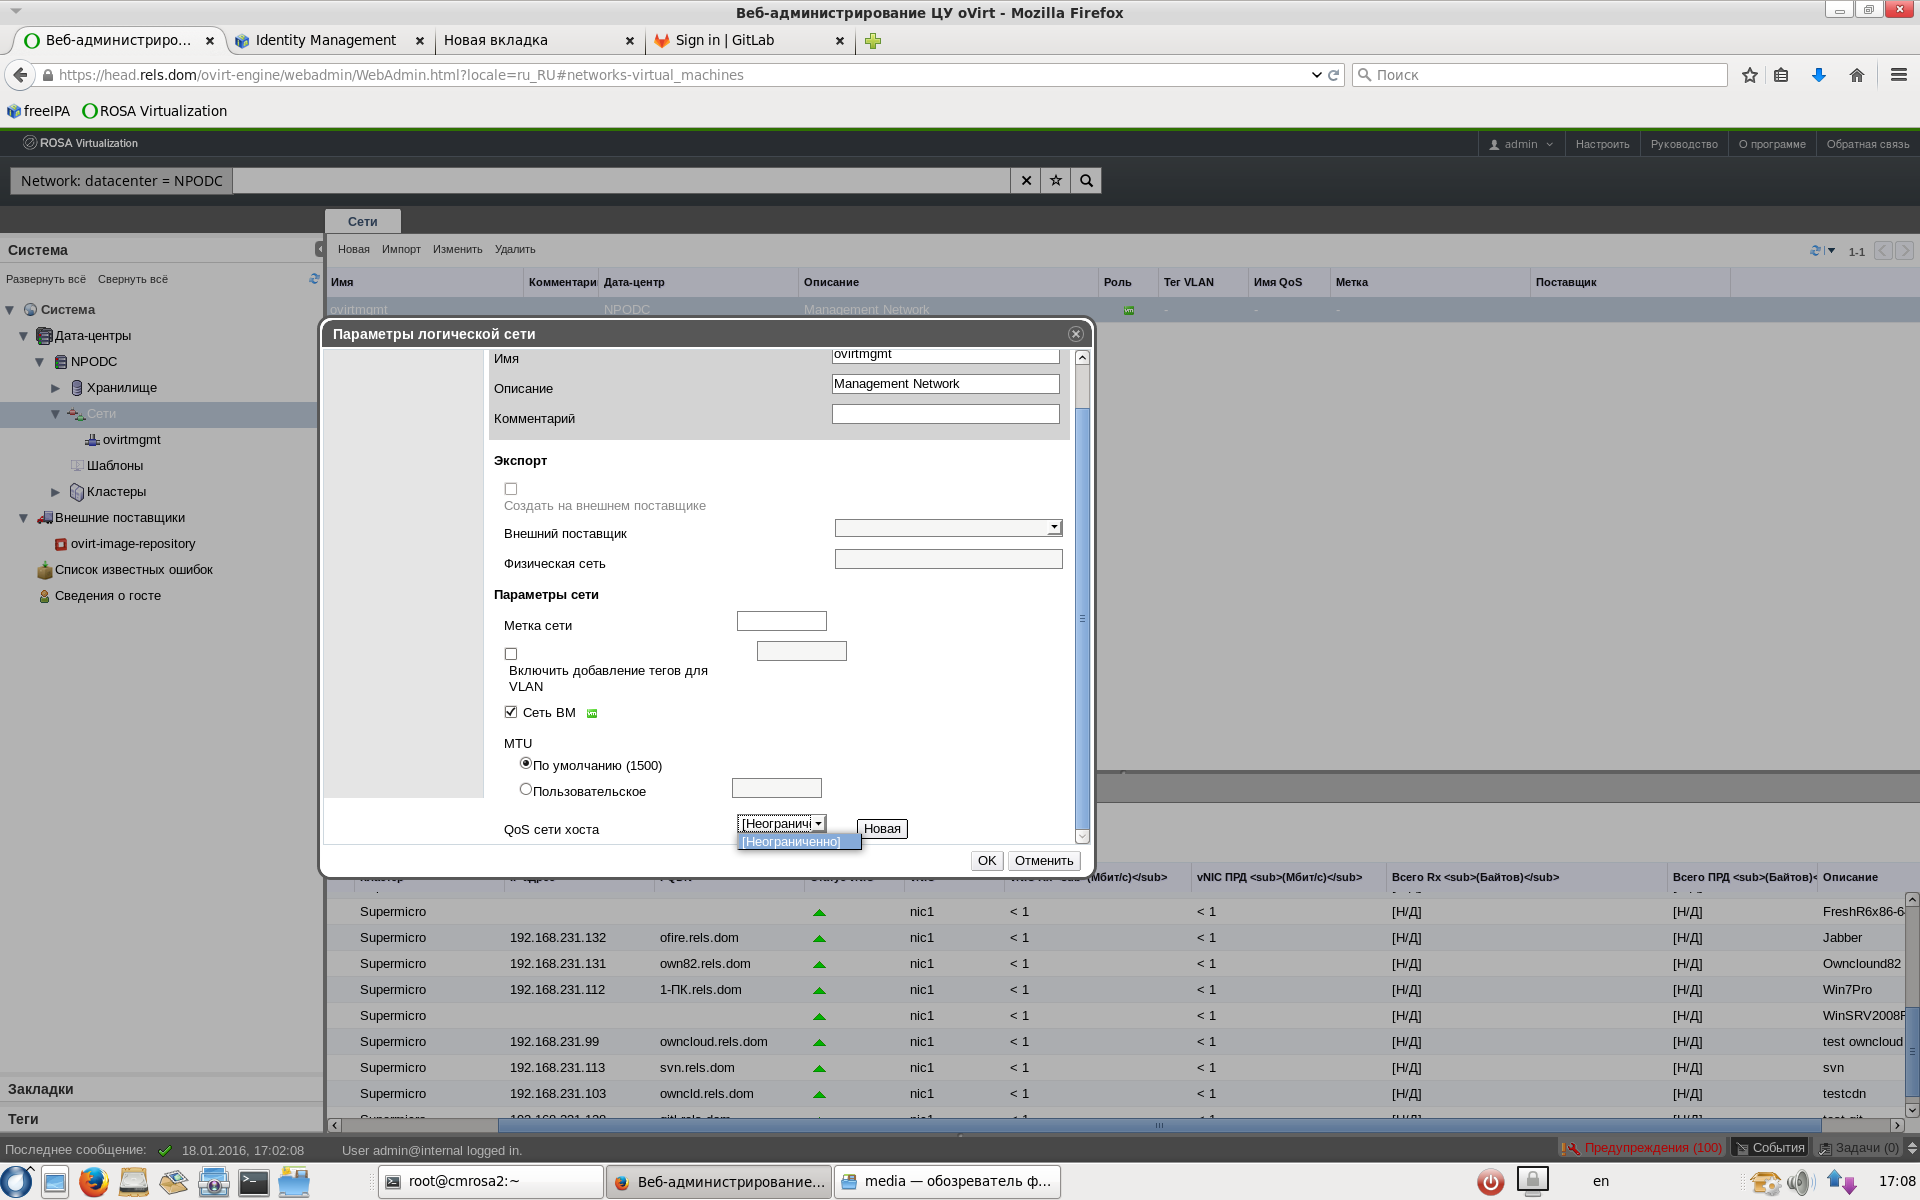 Веб-администрирование ЦУ oVirt - Mozilla Firefox
Веб-администриро...
Identity Management
Новая вкладка
Sign in | GitLab
https://head.rels.dom/ovirt-engine/webadmin/WebAdmin.html?locale=ru_RU#networks-virtual_machines
Поиск
freeIPA
ROSA Virtualization
ROSA Virtualization
admin
Настроить
Руководство
О программе
Обратная связь
Network: datacenter = NPODC
Сети
Система
Развернуть всё
Свернуть всё
Система
Дата-центры
NPODC
Хранилище
Сети
ovirtmgmt
Шаблоны
Кластеры
Внешние поставщики
ovirt-image-repository
Список известных ошибок
Сведения о госте
Закладки
Теги
Новая
Импорт
Изменить
Удалить
1-1
Имя
Комментари
Дата-центр
Описание
Роль
Тег VLAN
Имя QoS
Метка
Поставщик
ovirtmgmt
NPODC
Management Network
-
-
-
Параметры логической сети
Имя
ovirtmgmt
Описание
Management Network
Комментарий
Экспорт
Создать на внешнем поставщике
Внешний поставщик
Физическая сеть
Параметры сети
Метка сети
Включить добавление тегов для
VLAN
Сеть ВМ
MTU
По умолчанию (1500)
Пользовательское
QoS сети хоста
[Неогранич
Новая
[Неограниченно]
OK
Отменить
(Мбит/с)</sub>
vNIC ПРД <sub>(Мбит/с)</sub>
Всего Rx <sub>(Байтов)</sub>
Всего ПРД <sub>(Байтов)<
Описание
Supermicro nic1 < 1 < 1 [Н/Д] [Н/Д] FreshR6x86-6
Supermicro 192.168.231.132 ofire.rels.dom nic1 < 1 < 1 [Н/Д] [Н/Д] Jabber
Supermicro 192.168.231.131 own82.rels.dom nic1 < 1 < 1 [Н/Д] [Н/Д] Ownclound82
Supermicro 192.168.231.112 1-ПК.rels.dom nic1 < 1 < 1 [Н/Д] [Н/Д] Win7Pro
Supermicro nic1 < 1 < 1 [Н/Д] [Н/Д] WinSRV2008F
Supermicro 192.168.231.99 owncloud.rels.dom nic1 < 1 < 1 [Н/Д] [Н/Д] test owncloud
Supermicro 192.168.231.113 svn.rels.dom nic1 < 1 < 1 [Н/Д] [Н/Д] svn
Supermicro 192.168.231.103 owncld.rels.dom nic1 < 1 < 1 [Н/Д] [Н/Д] testcdn
Последнее сообщение:
18.01.2016, 17:02:08
User admin@internal logged in.
Предупреждения (100)
События
Задачи (0)
root@cmrosa2:~
Веб-администрирование...
media — обозреватель ф...
en
17:08